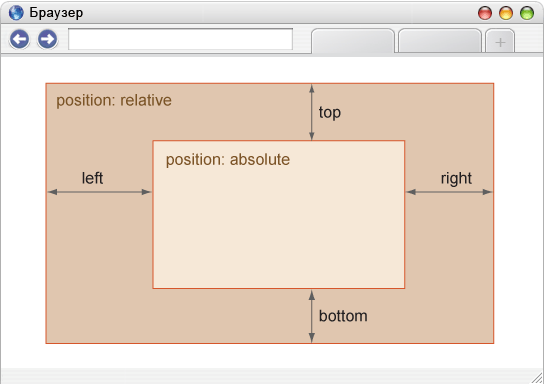 Браузер
+
position: relative
top
position: absolute
left
right
bottom